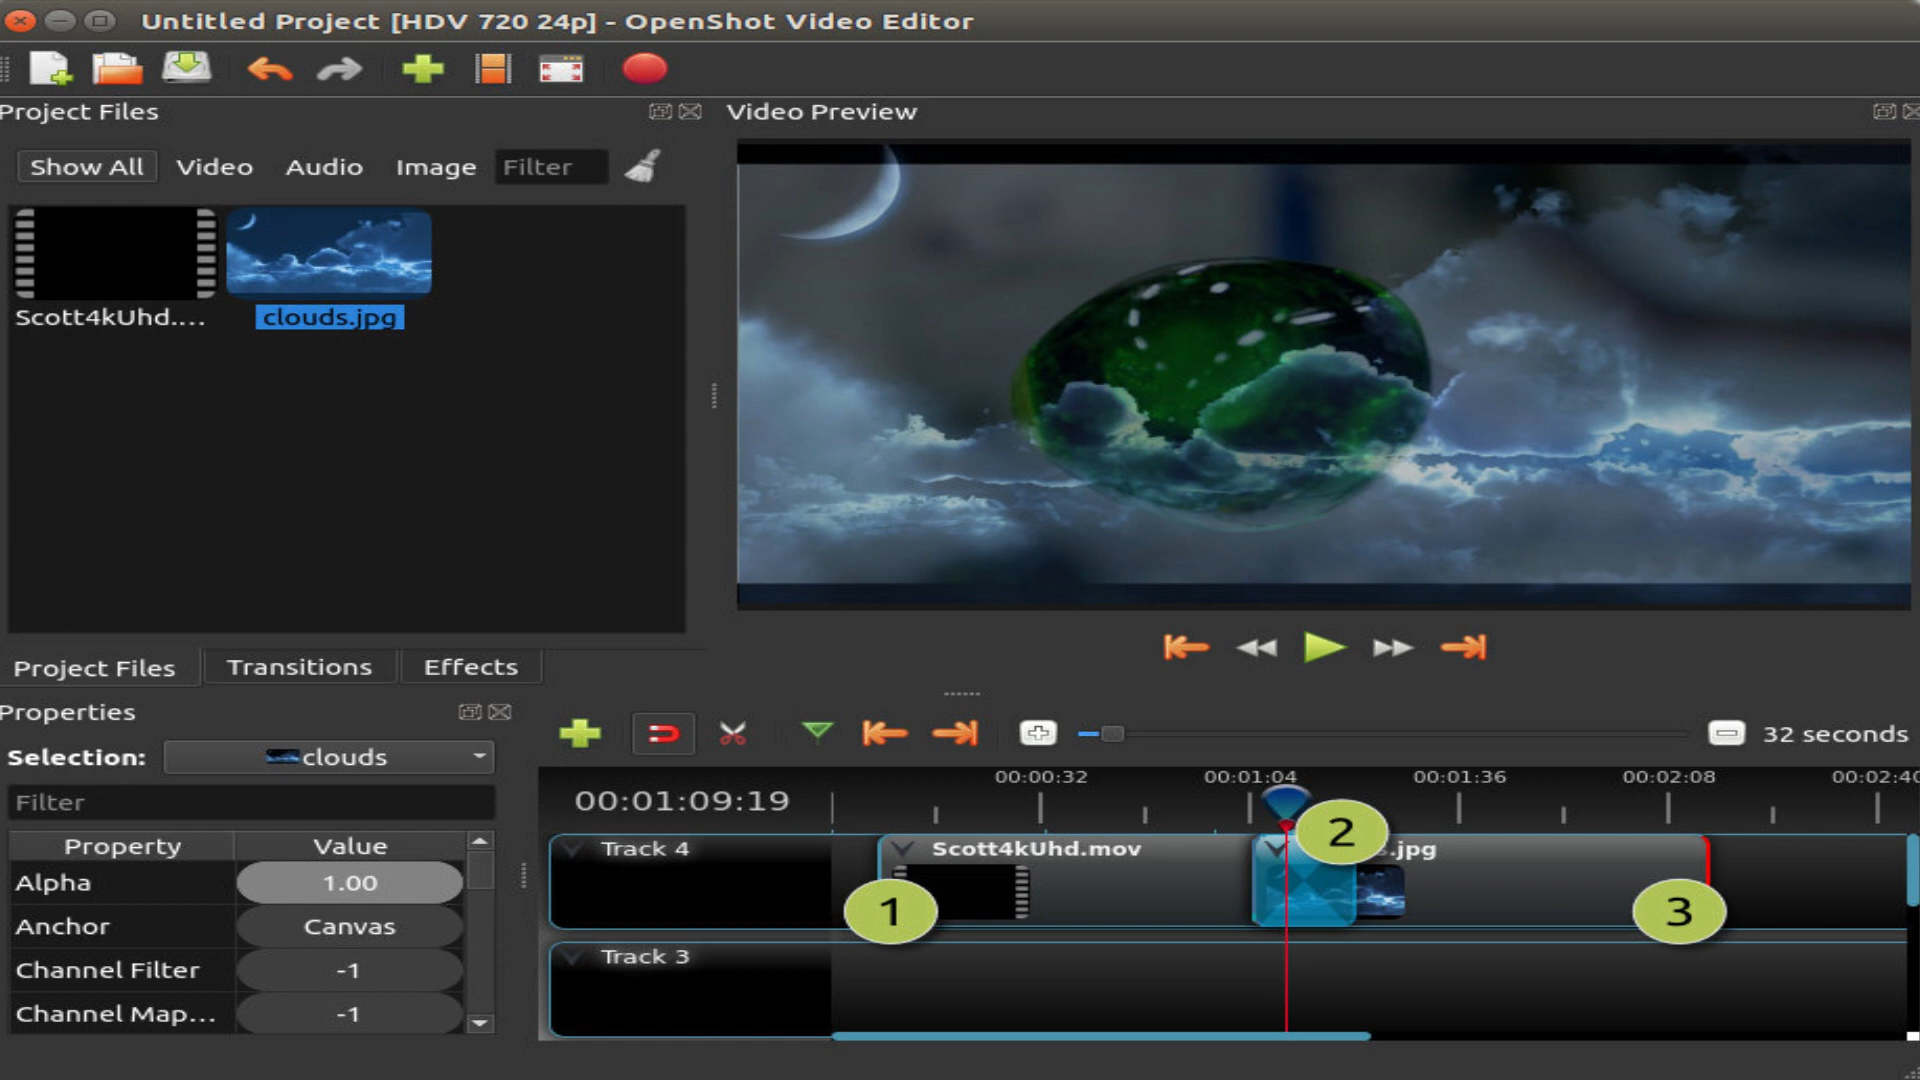 Untitled Project [HDV 720 24p] - OpenShot Video Editor
Project Files
Video Preview
Show All Video Audio Image Filter
Scott4kUhd.... clouds.jpg
Project Files Transitions Effects
Properties
Selection: clouds
32 seconds
Filter
00:00:32 00:01:04 00:01:36 00:02:08 00:02:40
00:01:09:19
Property Value
Alpha 1.00
Anchor Canvas
Channel Filter -1
Channel Map... -1
Track 4
Scott4kUhd.mov
2
.jpg
1
3
Track 3